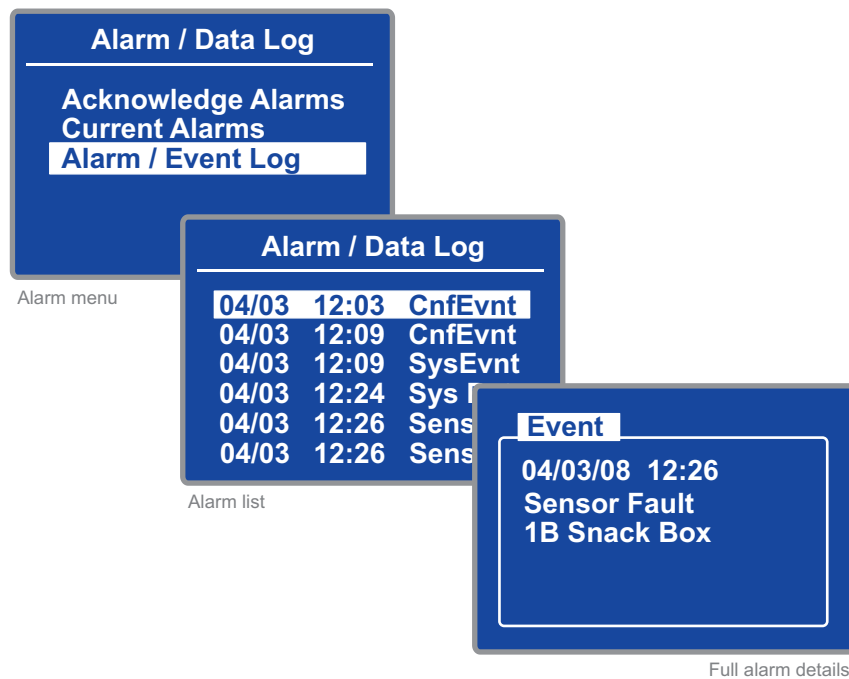 Alarm / Data Log
Acknowledge Alarms
Current Alarms
Alarm / Event Log
Alarm menu
Alarm / Data Log
04/03 12:03 CnfEvnt
04/03 12:09 CnfEvnt
04/03 12:09 SysEvnt
04/03 12:24 Sys
04/03 12:26 Sens
04/03 12:26 Sens
Alarm list
Event
04/03/08 12:26
Sensor Fault
1B Snack Box
Full alarm details